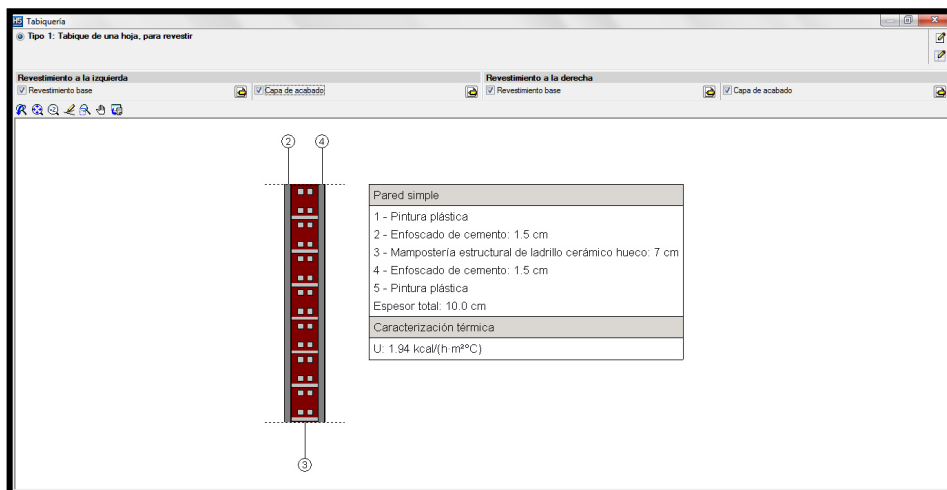 HS Tabiquería
Tipo 1: Tabique de una hoja, para revestir
Revestimiento a la izquierda
Revestimiento a la derecha
Revestimiento base
Capa de acabado
Revestimiento base
Capa de acabado
2
4
Pared simple
1 - Pintura plástica
2 - Enfoscado de cemento: 1.5 cm
3 - Mampostería estructural de ladrillo cerámico hueco: 7 cm
4 - Enfoscado de cemento: 1.5 cm
5 - Pintura plástica
Espesor total: 10.0 cm
Caracterización térmica
U: 1.94 kcal/(h·m²ºC)
3